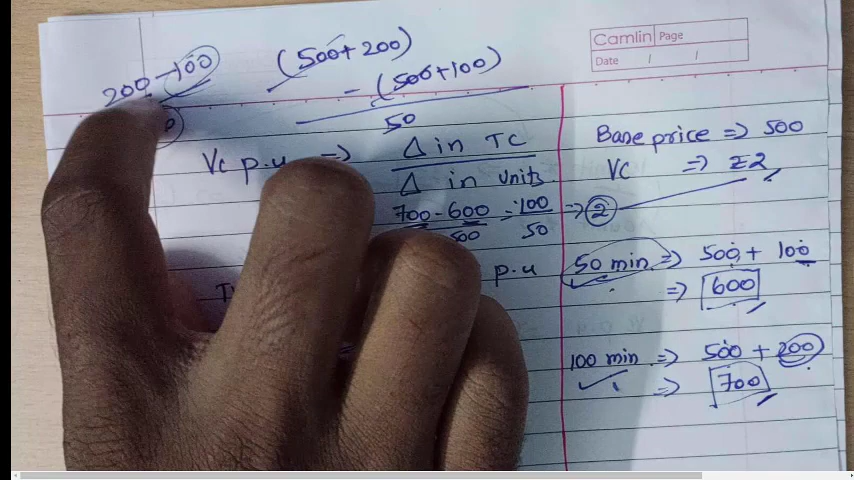 Camlin Page
Date / /
200 - 100
(500+200)
- (500+100)
50
Vc p.u => Δ in TC
Δ in units
700-600 = 100 => 2
500 50
p.u
Base price => 500
VC => =2
50 min => 500 + 100
=> 600
100 min => 500 + 200
=> 700